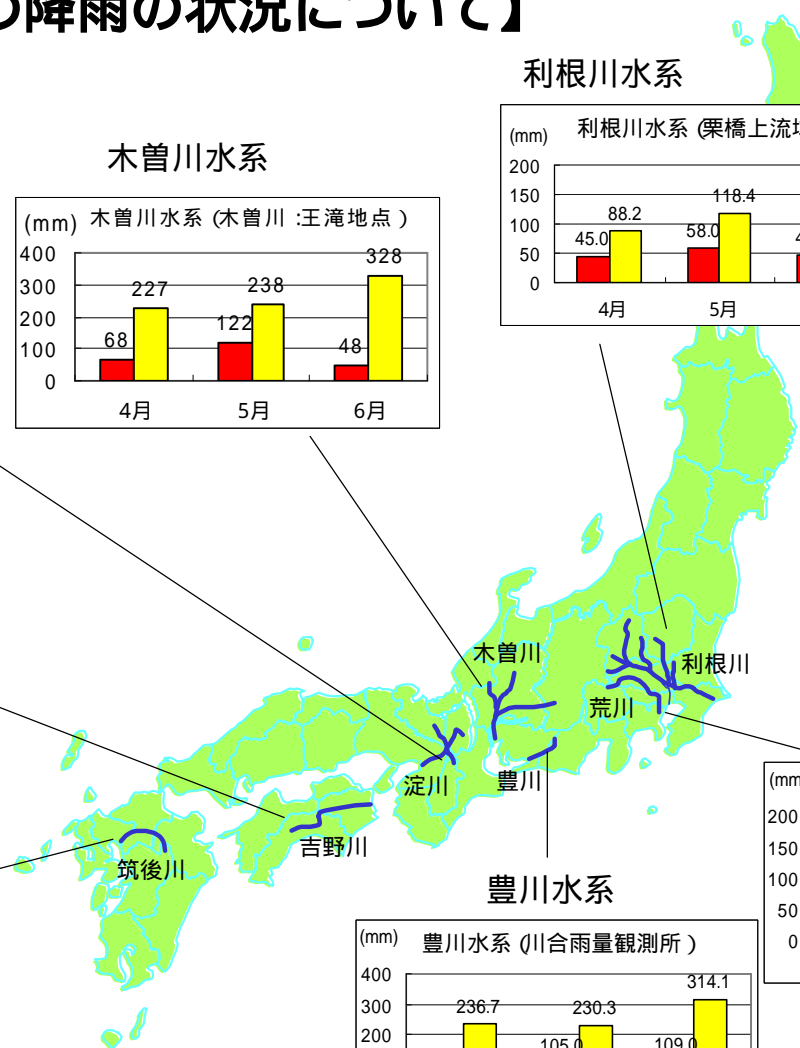 降雨の状況について】
利根川水系
(mm) 利根川水系 (栗橋上流
200
150
100
50
0
45.0 88.2 58.0 118.4
4月 5月
木曽川水系
(mm) 木曽川水系 (木曽川 :王滝地点 )
400
300
200
100
0
68 227 122 238 48 328
4月 5月 6月
木曽川
利根川
荒川
淀川
豊川
吉野川
筑後川
(mm
200
150
100
50
0
豊川水系
(mm) 豊川水系 (川合雨量観測所 )
400
300
200
236.7 105.0 230.3 109.0 314.1